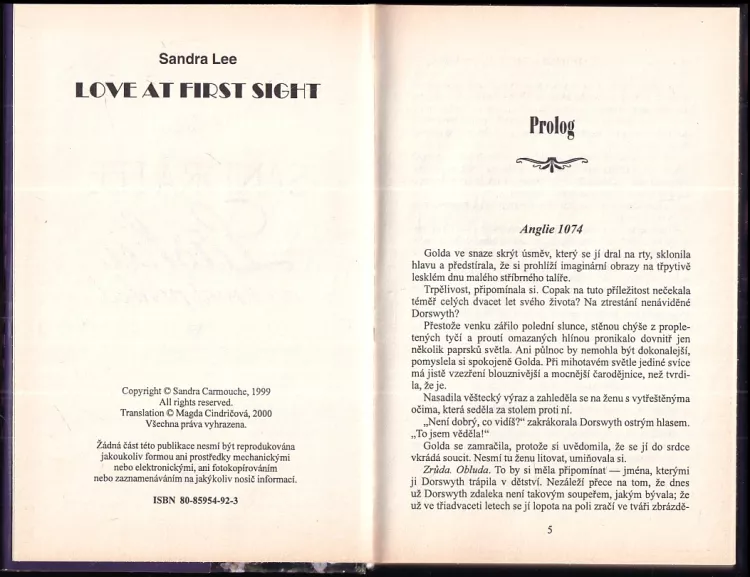 Sandra Lee
LOVE AT FIRST SIGHT
Copyright © Sandra Carmouche, 1999
All rights reserved.
Translation © Magda Cindričová, 2000
Všechna práva vyhrazena.
Žádná část této publikace nesmí být reprodukována
jakoukoliv formou ani prostředky mechanickými
nebo elektronickými, ani fotokopírováním
nebo zaznamenáváním na jakýkoliv nosič informací.
ISBN 80-85954-92-3
Prolog
Anglie 1074
Golda ve snaze skrýt úsměv, který se jí dral na rty, sklonila
hlavu a předstírala, že si prohlíží imaginární obrazy na třpytivě
lesklém dnu malého stříbrného talíře.
Trpělivost, připomínala si. Copak na tuto příležitost nečekala
téměř celých dvacet let svého života? Na ztrestání nenáviděné
Dorswyth?
Přestože venku zářilo polední slunce, stěnou chýše z prople-
tených tyčí a proutí omazaných hlínou pronikalo dovnitř jen
několik paprsků světla. Ani půlnoc by nemohla být dokonalejší,
pomyslela si spokojeně Golda. Při mihotavém světle jediné svíce
má jistě vzezření blouznivější a mocnější čarodějnice, než tvrdi-
la, že je.
Nasadila věštecký výraz a zahleděla se na ženu s vytřeštěnýma
očima, která seděla za stolem proti ní.
„Není dobrý, co vidíš?“ zakrákorala Dorswyth ostrým hlasem.
„To jsem věděla!“
Golda se zamračila, protože si uvědomila, že se jí do srdce
vkrádá soucit. Nesmí tu ženu litovat, umiňovala si.
Zrůda. Obluda. To by si měla připomínat — jména, kterými
ji Dorswyth trápila v dětství. Nezáleží přece na tom, že dnes
už Dorswyth zdaleka není takovým soupeřem, jakým bývala; že
už ve třiadvaceti letech se jí lopota na poli zračí ve tváři zbrázdě-
5